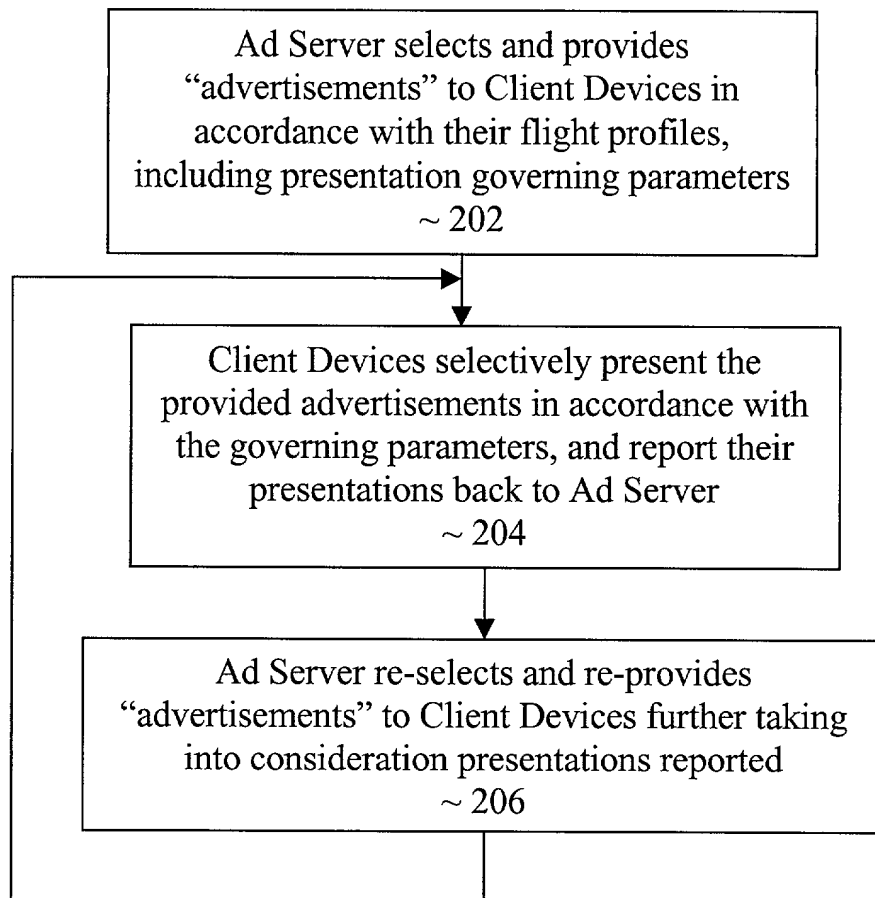 Ad Server selects and provides
“advertisements” to Client Devices in
accordance with their flight profiles,
including presentation governing parameters
~ 202
Client Devices selectively present the
provided advertisements in accordance with
the governing parameters, and report their
presentations back to Ad Server
~ 204
Ad Server re-selects and re-provides
“advertisements” to Client Devices further taking
into consideration presentations reported
~ 206